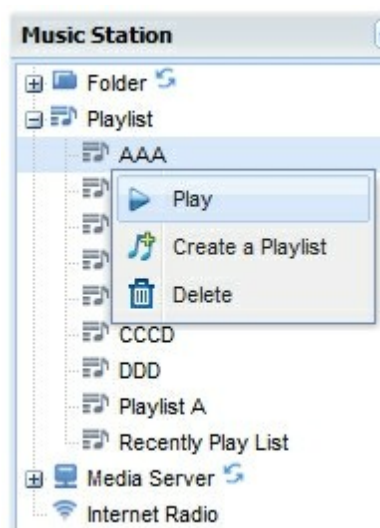 Music Station
Folder
Playlist
AAA
Play
Create a Playlist
Delete
CCCD
DDD
Playlist A
Recently Play List
Media Server
Internet Radio